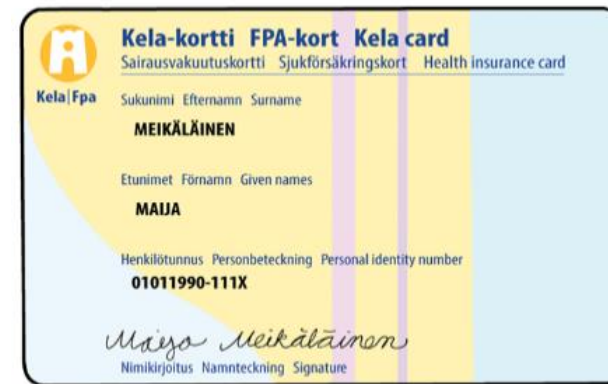 Kela-kortti FPA-kort Kela card
Sairausvakuutuskortti Sjukförsäkringskort Health insurance card
Kela|Fpa
Sukunimi Efternamn Surname
MEIKÄLÄINEN
Etunimet Förnamn Given names
MAIJA
Henkilötunnus Personbeteckning Personal identity number
01011990-111X
Maija Meikäläinen
Nimikirjoitus Namnteckning Signature